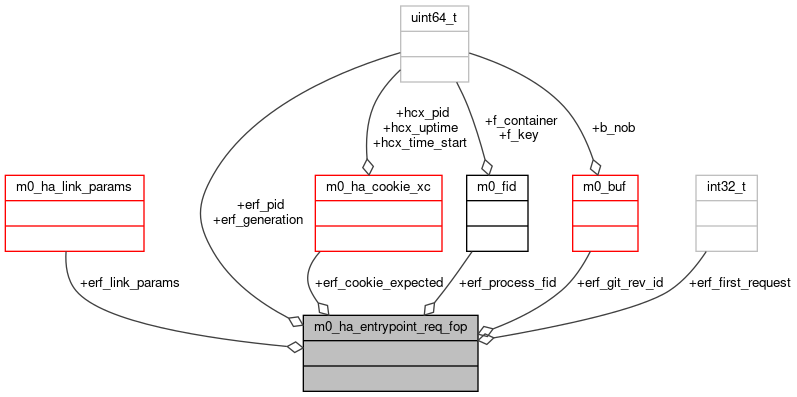 uint64_t
+hcx_pid
+hcx_uptime
+hcx_time_start
+f_container
+f_key
+b_nob
m0_ha_link_params
m0_ha_cookie_xc
m0_fid
m0_buf
int32_t
+erf_pid
+erf_generation
+erf_link_params
+erf_cookie_expected
+erf_process_fid
+erf_git_rev_id
+erf_first_request
m0_ha_entrypoint_req_fop